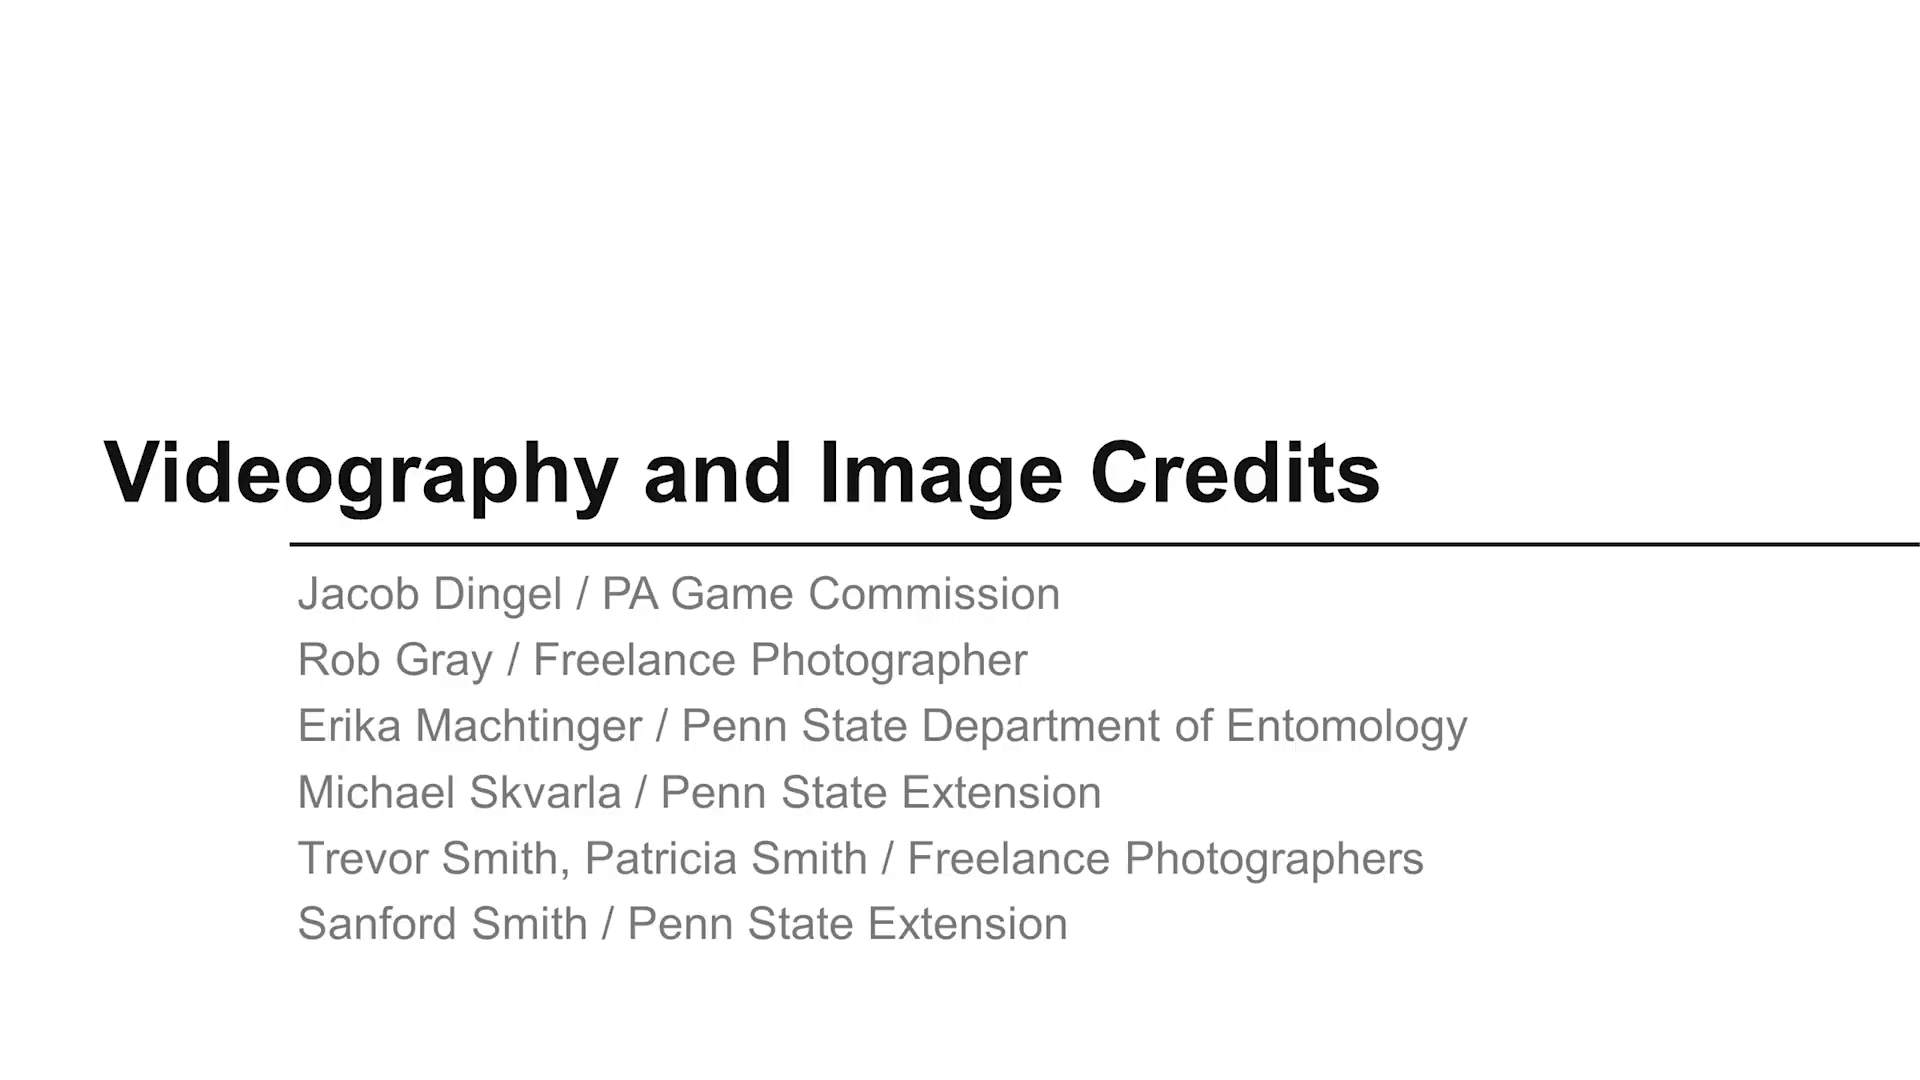 Videography and Image Credits
Jacob Dingel / PA Game Commission
Rob Gray / Freelance Photographer
Erika Machtinger / Penn State Department of Entomology
Michael Skvarla / Penn State Extension
Trevor Smith, Patricia Smith / Freelance Photographers
Sanford Smith / Penn State Extension